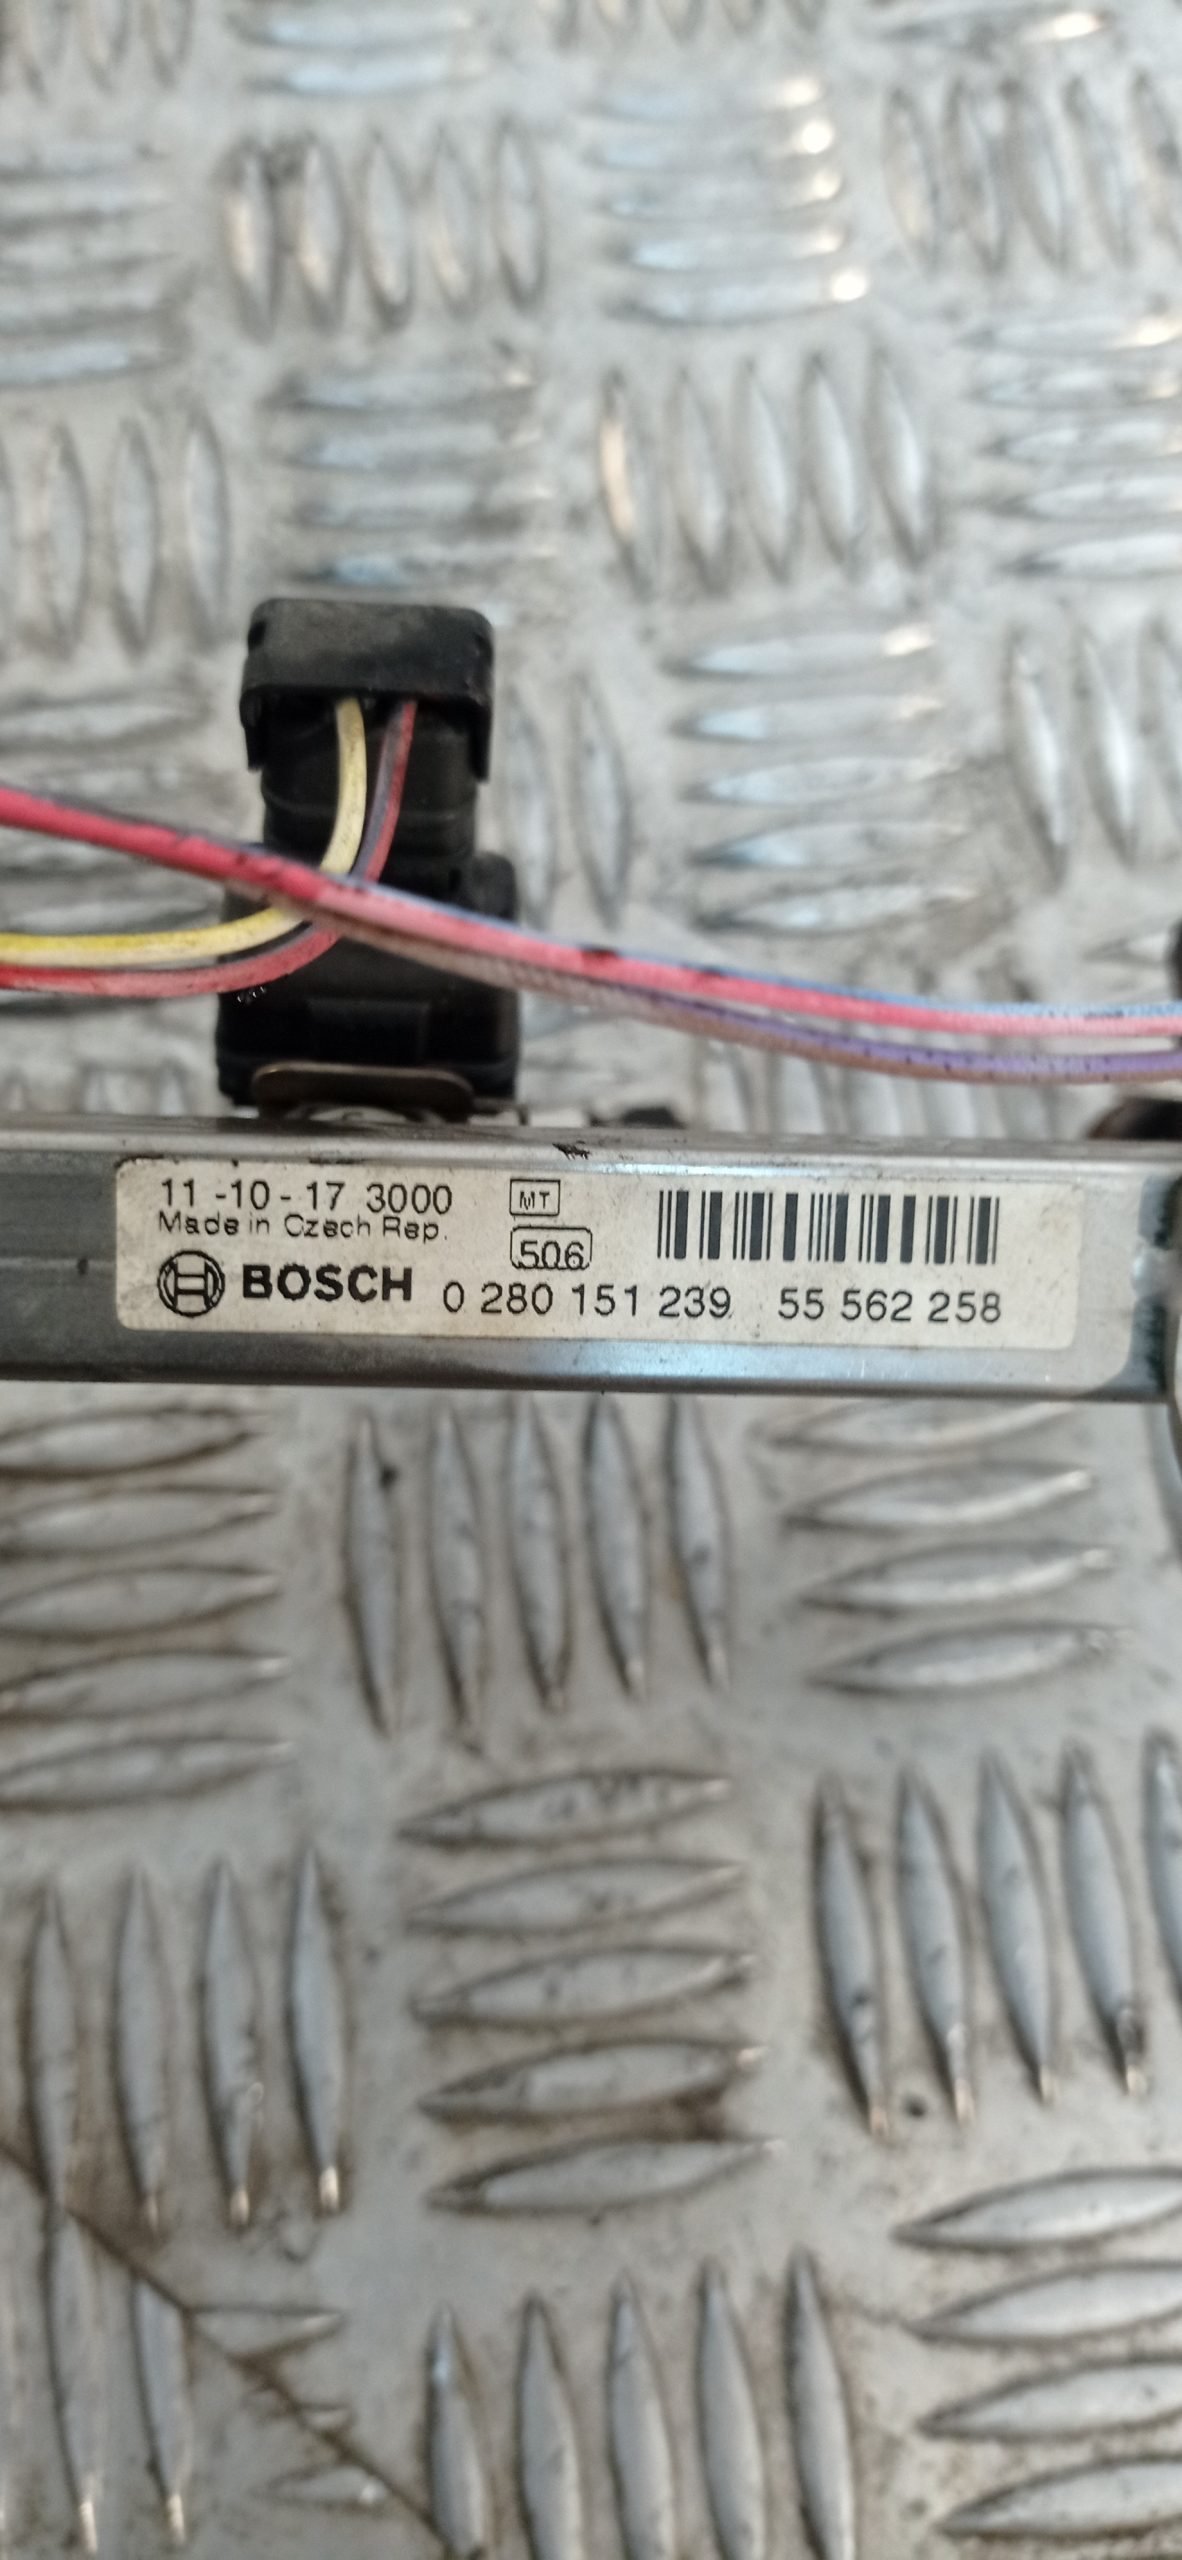 11 -10 - 17 3000 MT
Made in Czech Rep. 506
BOSCH 0 280 151 239 55 562 258